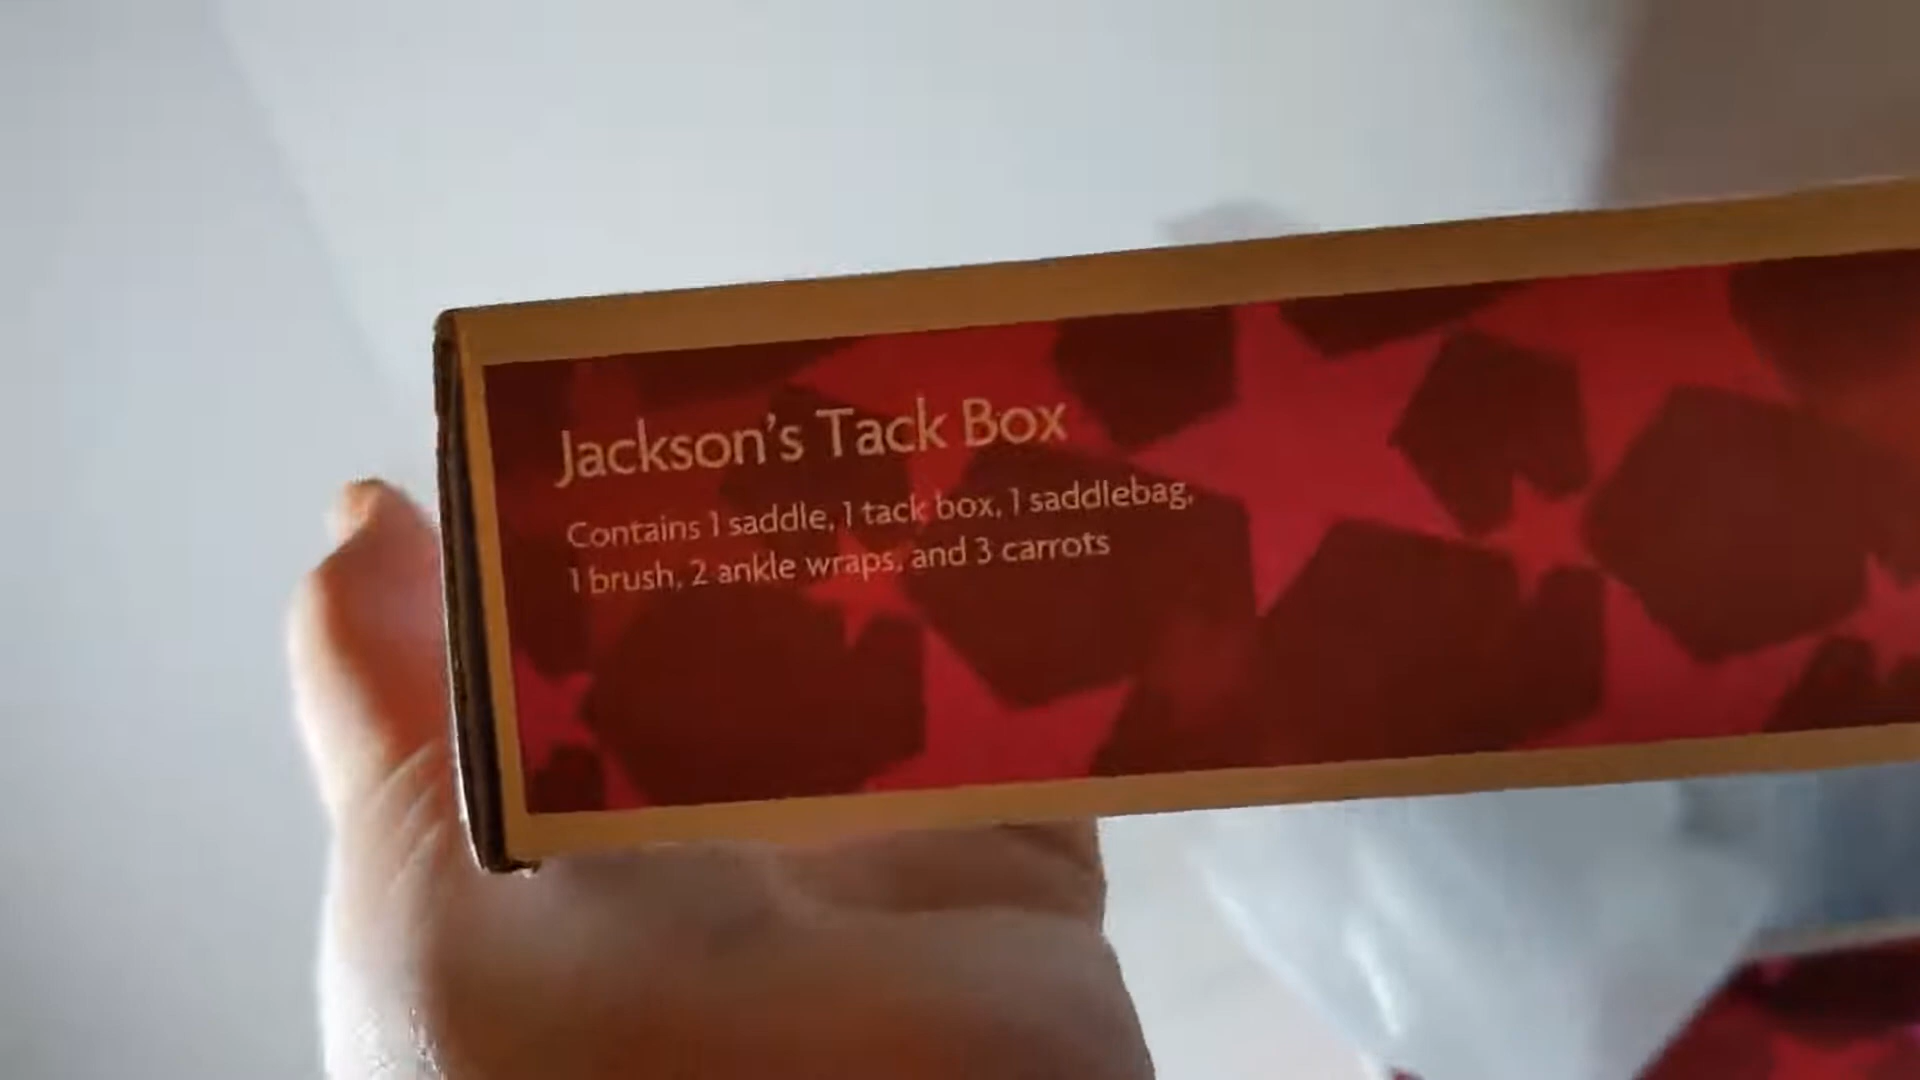 Jackson's Tack Box
Contains 1 saddle, 1 tack box, 1 saddlebag,
1 brush, 2 ankle wraps, and 3 carrots